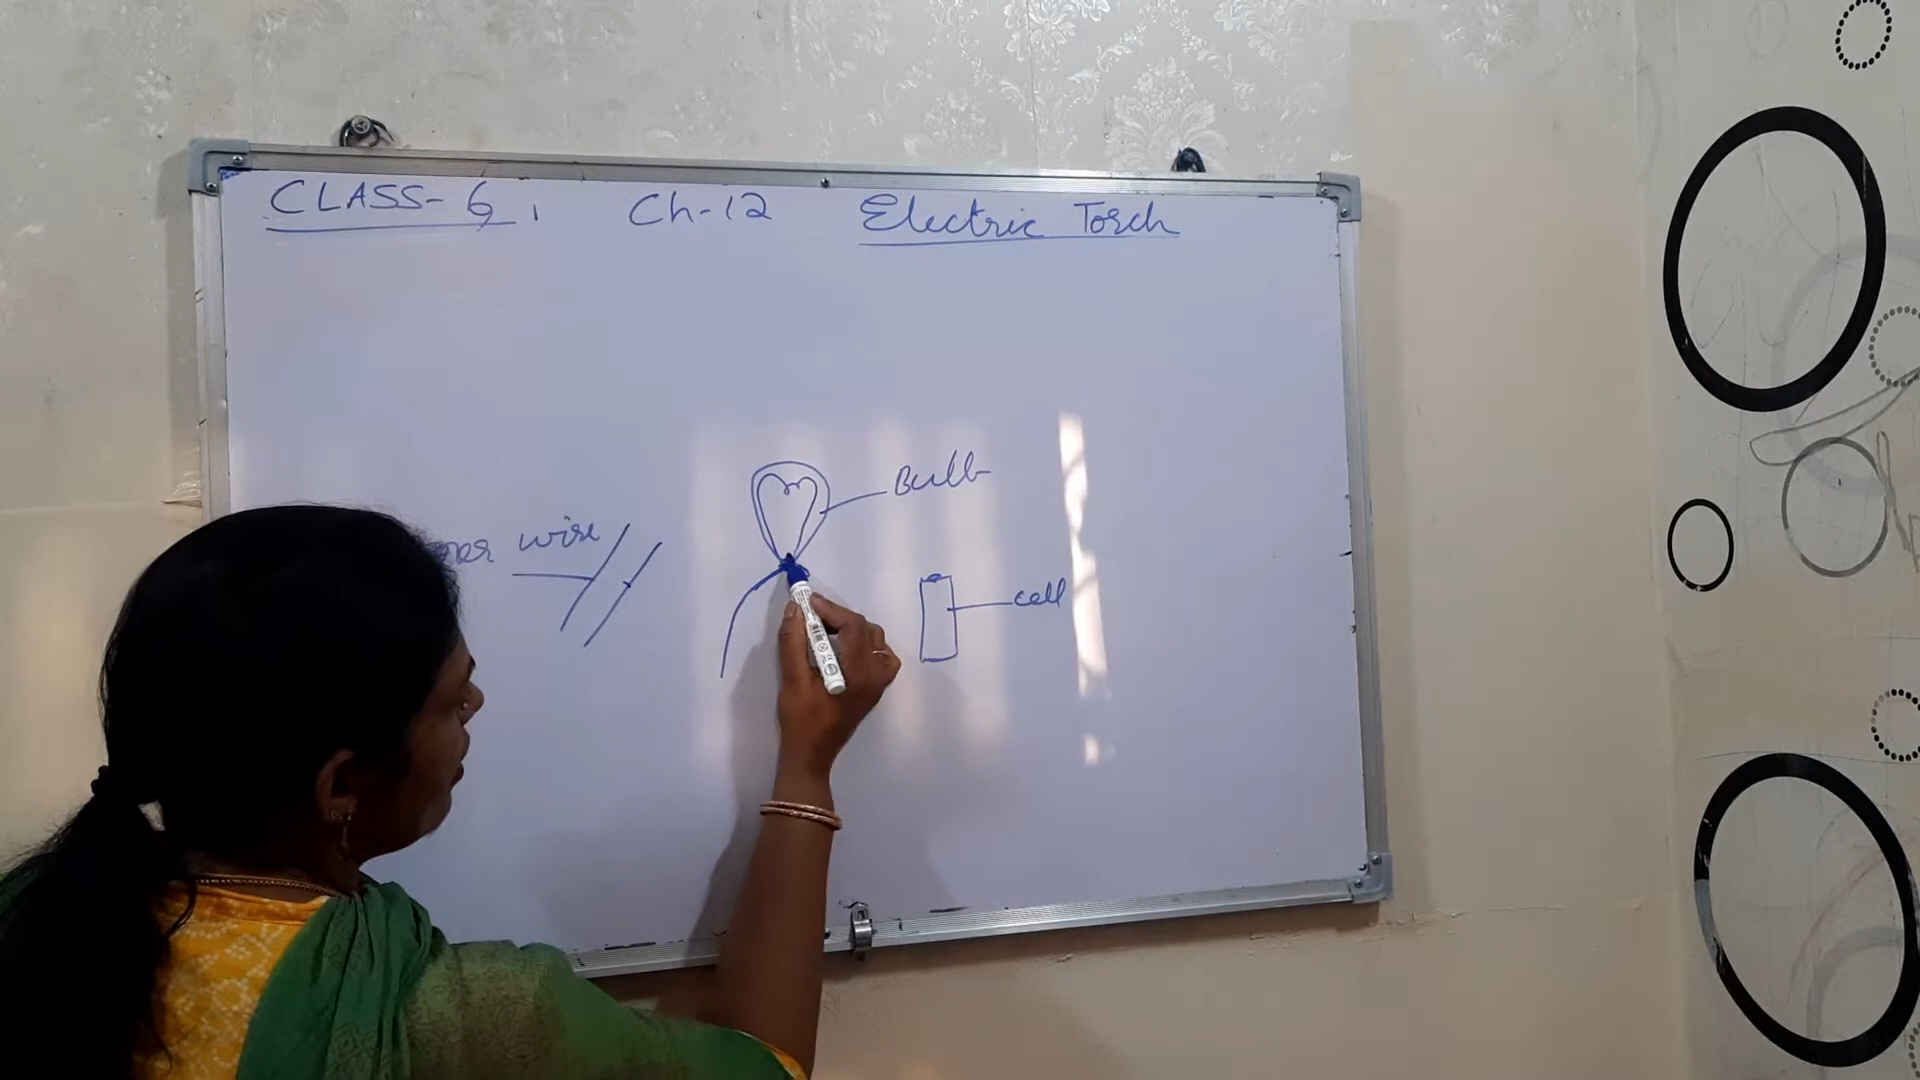 CLASS- 6, Ch-12 Electric Torch
Bulb
wire
cell